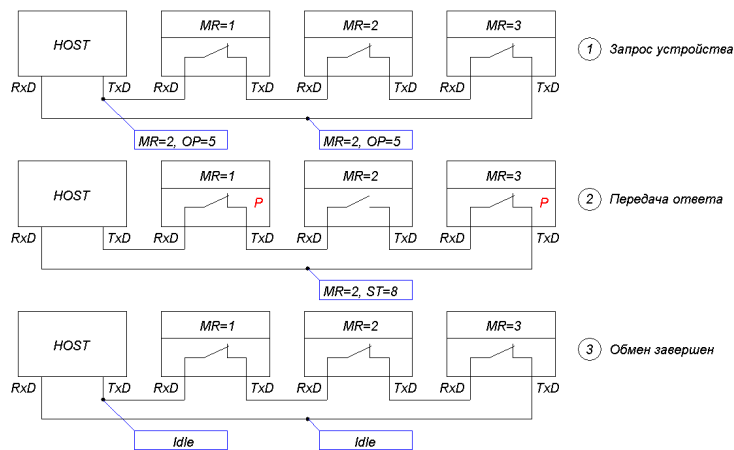 MR=1 MR=2 MR=3
HOST
1 Запрос устройства
RxD TxD RxD TxD RxD TxD RxD TxD
MR=2, OP=5 MR=2, OP=5
MR=1 MR=2 MR=3
HOST P P
2 Передача ответа
RxD TxD RxD TxD RxD TxD RxD TxD
MR=2, ST=8
MR=1 MR=2 MR=3
HOST
3 Обмен завершен
RxD TxD RxD TxD RxD TxD RxD TxD
Idle Idle